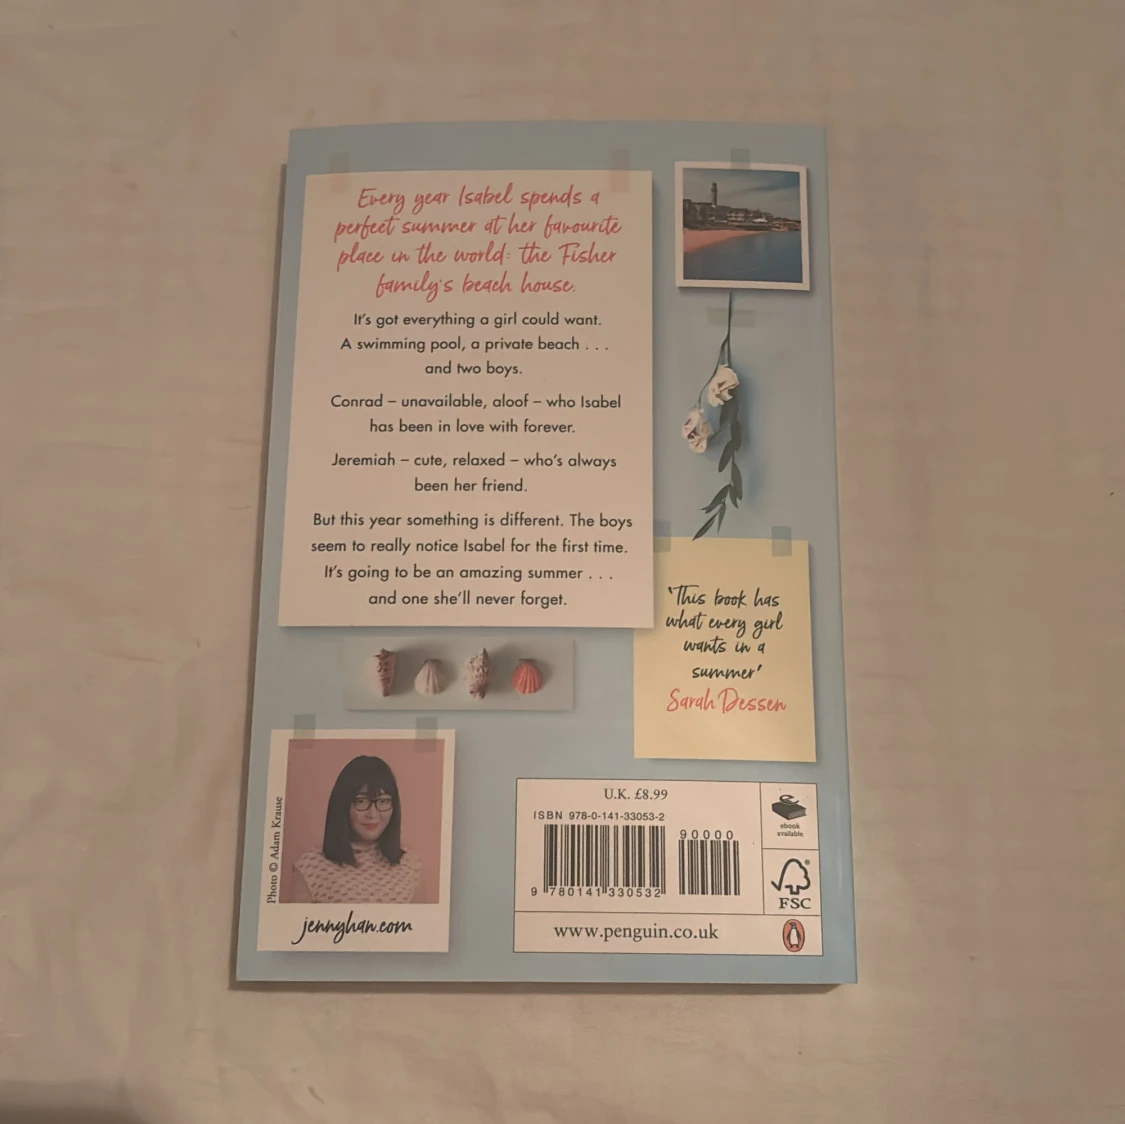 Every year Isabel spends a
perfect summer at her favourite
place in the world: the Fisher
family's beach house.
It's got everything a girl could want.
A swimming pool, a private beach . . .
and two boys.
Conrad – unavailable, aloof – who Isabel
has been in love with forever.
Jeremiah – cute, relaxed – who's always
been her friend.
But this year something is different. The boys
seem to really notice Isabel for the first time.
It's going to be an amazing summer . . .
and one she'll never forget.
'This book has
what every girl
wants in a
summer'
Sarah Dessen
Photo © Adam Krause
jennyhan.com
U.K. £8.99
ISBN 978-0-141-33053-2
90000
9 780141 330532
ebook
available
®
FSC
www.penguin.co.uk